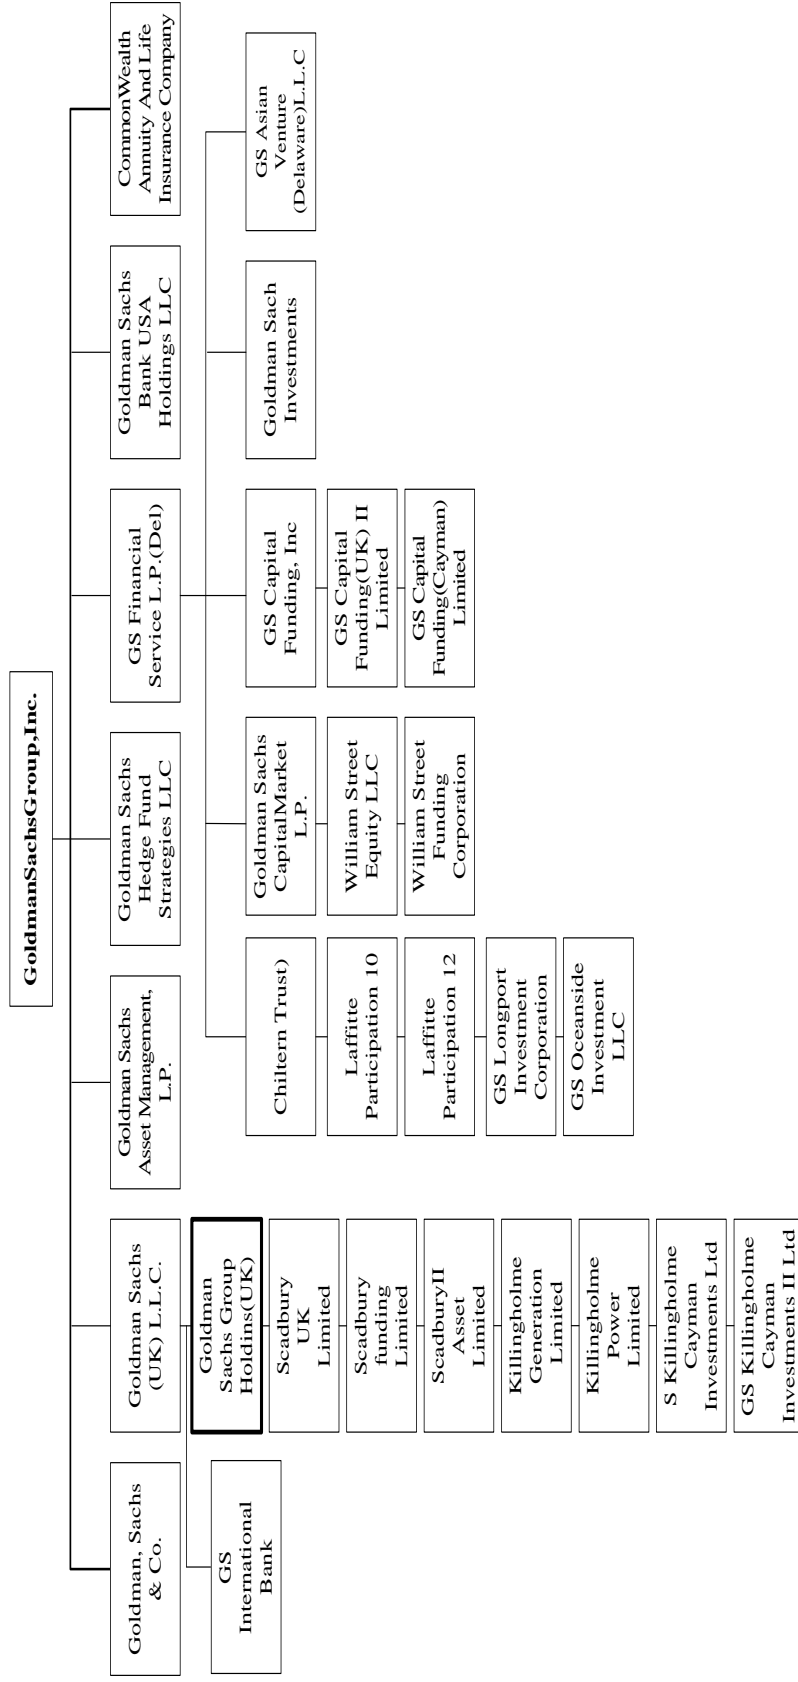 GoldmanSachsGroup,Inc.
Goldman, Sachs
& Co.
Goldman Sachs
(UK) L.L.C.
Goldman Sachs
Asset Management,
L.P.
Goldman Sachs
Hedge Fund
Strategies LLC
GS Financial
Service L.P.(Del)
Goldman Sachs
Bank USA
Holdings LLC
CommonWealth
Annuity And Life
Insurance Company
GS
International
Bank
Goldman
Sachs Group
Holdins(UK)
Scadbury
UK
Limited
Scadbury
funding
Limited
ScadburyII
Asset
Limited
Killingholme
Generation
Limited
Killingholme
Power
Limited
S Killingholme
Cayman
Investments Ltd
GS Killingholme
Cayman
Investments II Ltd
Chiltern Trust)
Laffitte
Participation 10
Laffitte
Participation 12
GS Longport
Investment
Corporation
GS Oceanside
Investment
LLC
Goldman Sachs
CapitalMarket
L.P.
William Street
Equity LLC
William Street
Funding
Corporation
GS Capital
Funding, Inc
GS Capital
Funding(UK) II
Limited
GS Capital
Funding(Cayman)
Limited
Goldman Sach
Investments
GS Asian
Venture
(Delaware)L.L.C